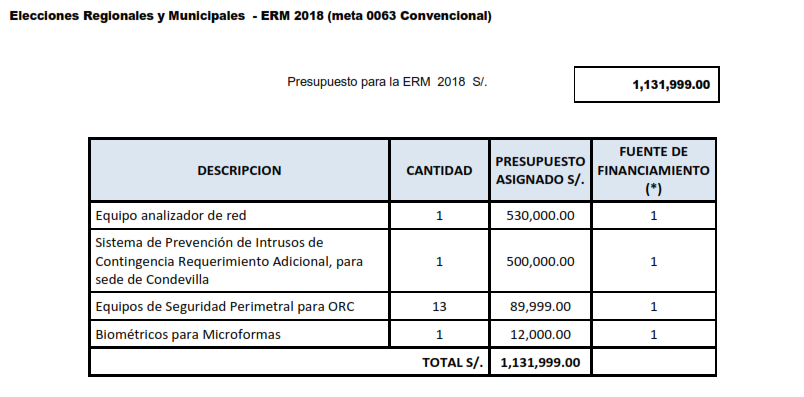 Elecciones Regionales y Municipales - ERM 2018 (meta 0063 Convencional)
Presupuesto para la ERM 2018 S/. 1,131,999.00
DESCRIPCION CANTIDAD PRESUPUESTO ASIGNADO S/. FUENTE DE FINANCIAMIENTO (*)
Equipo analizador de red 1 530,000.00 1
Sistema de Prevención de Intrusos de
Contingencia Requerimiento Adicional, para 1 500,000.00 1
sede de Condevilla
Equipos de Seguridad Perimetral para ORC 13 89,999.00 1
Biométricos para Microformas 1 12,000.00 1
TOTAL S/. 1,131,999.00